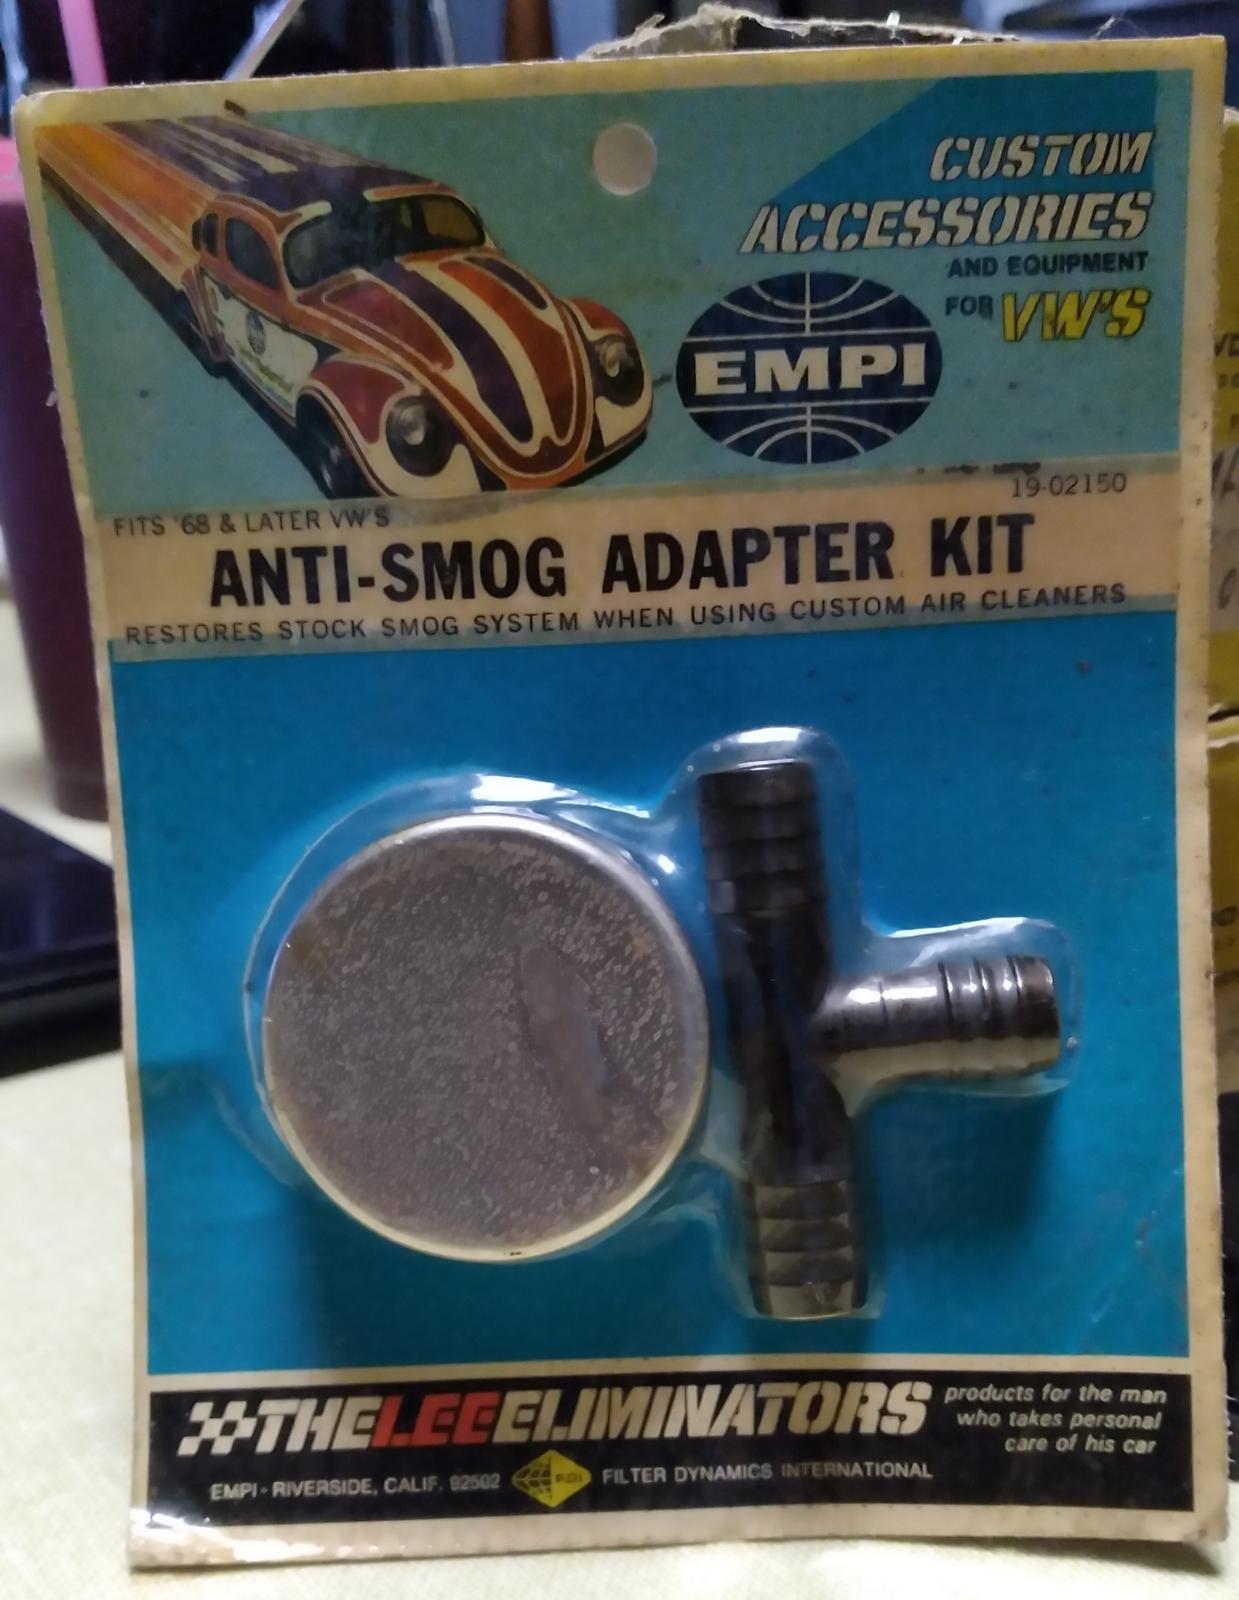 CUSTOM
ACCESSORIES
AND EQUIPMENT
FOR VW'S
EMPI
19-02150
FITS '68 & LATER VW'S
ANTI-SMOG ADAPTER KIT
RESTORES STOCK SMOG SYSTEM WHEN USING CUSTOM AIR CLEANERS
THE LEE ELIMINATORS
products for the man
who takes personal
care of his car
EMPI • RIVERSIDE, CALIF. 92502 FDI FILTER DYNAMICS INTERNATIONAL